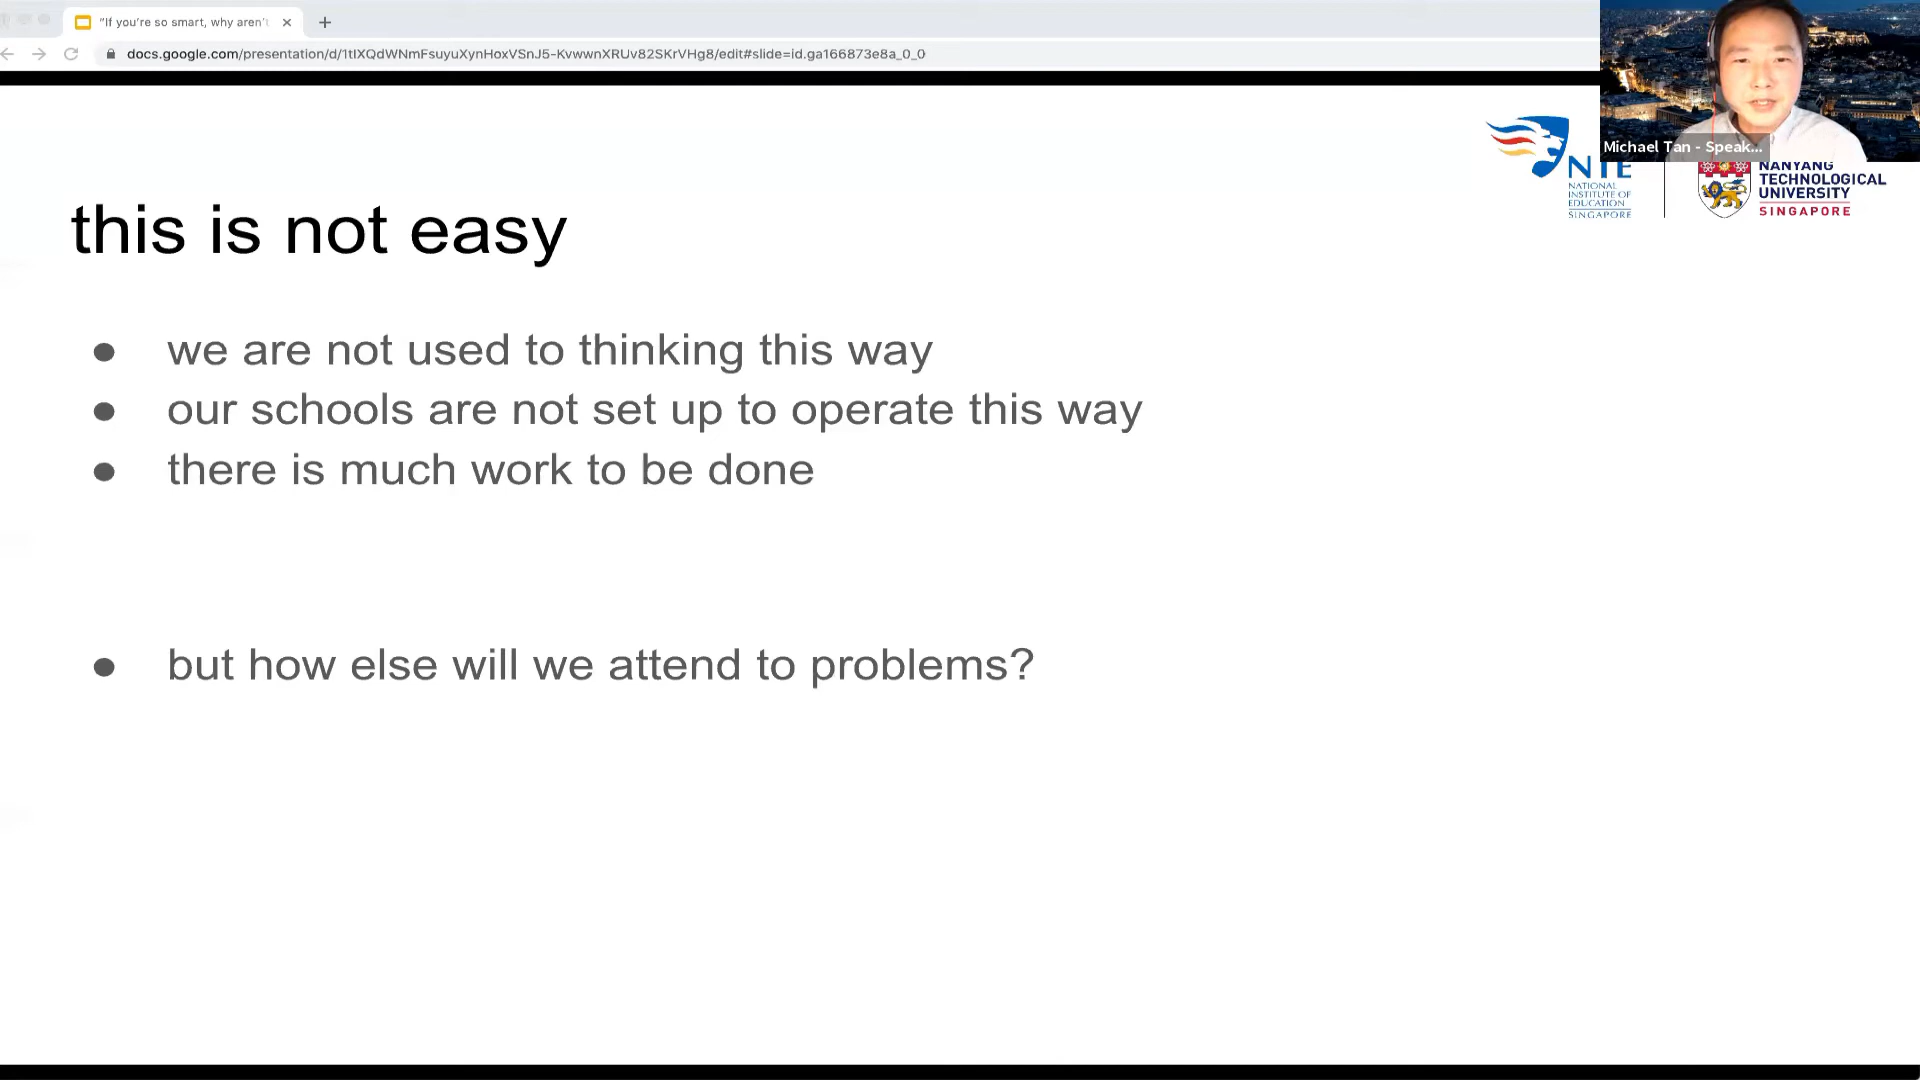 "If you're so smart, why aren't
docs.google.com/presentation/d/1tIXQdWNmFsuyuXynHoxVSnJ5-KvwwnXRUv82SKrVHg8/edit#slide=id.ga166873e8a_0_0
Michael Tan - Speak...
NIE
NATIONAL
INSTITUTE OF
EDUCATION
SINGAPORE
NANYANG
TECHNOLOGICAL
UNIVERSITY
SINGAPORE
this is not easy
● we are not used to thinking this way
● our schools are not set up to operate this way
● there is much work to be done
● but how else will we attend to problems?